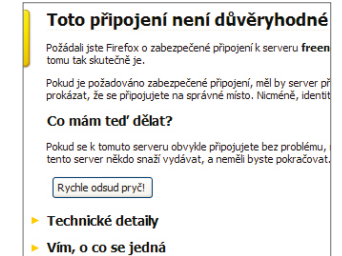 Toto připojení není důvěryhodné
Požádali jste Firefox o zabezpečené připojení k serveru freen
tomu tak skutečně je.
Pokud je požadováno zabezpečené připojení, měl by server př
prokázat, že se připojujete na správné místo. Nicméně, identit
Co mám teď dělat?
Pokud se k tomuto serveru obvykle připojujete bez problému,
tento server někdo snaží vydávat, a neměli byste pokračovat.
Rychle odsud pryč!
Technické detaily
Vím, o co se jedná